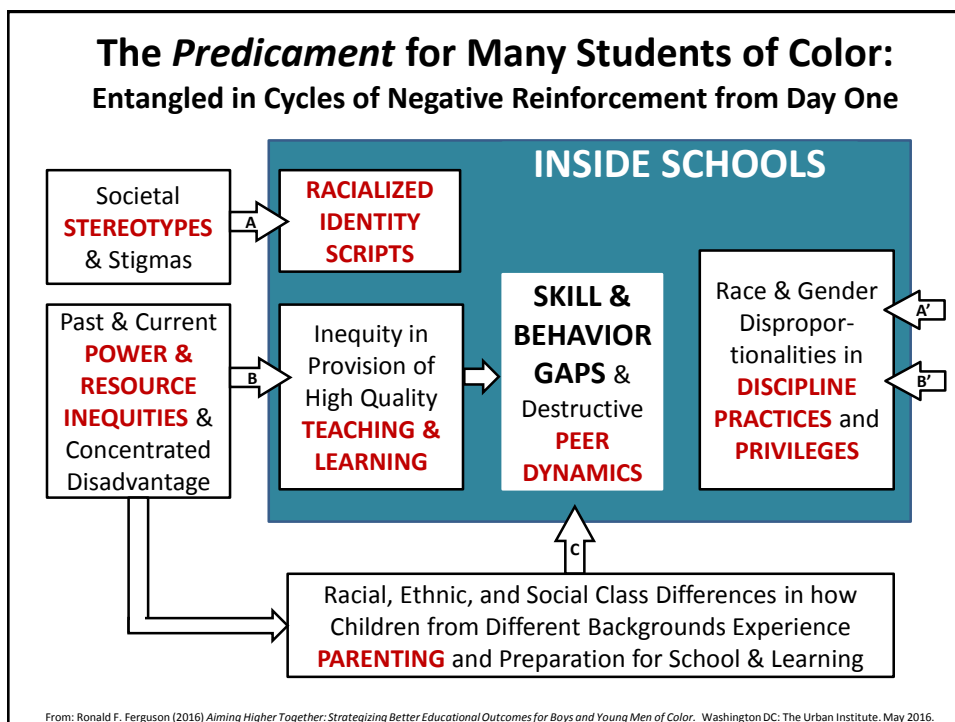 The Predicament for Many Students of Color:
Entangled in Cycles of Negative Reinforcement from Day One
INSIDE SCHOOLS
Societal
STEREOTYPES
& Stigmas
A
RACIALIZED
IDENTITY
SCRIPTS
Past & Current
POWER &
RESOURCE
INEQUITIES &
Concentrated
Disadvantage
B
Inequity in
Provision of
High Quality
TEACHING &
LEARNING
SKILL &
BEHAVIOR
GAPS &
Destructive
PEER
DYNAMICS
Race & Gender
Dispropor-
tionalities in
DISCIPLINE
PRACTICES and
PRIVILEGES
A’
B’
C
Racial, Ethnic, and Social Class Differences in how
Children from Different Backgrounds Experience
PARENTING and Preparation for School & Learning
From: Ronald F. Ferguson (2016) Aiming Higher Together: Strategizing Better Educational Outcomes for Boys and Young Men of Color. Washington DC: The Urban Institute. May 2016.